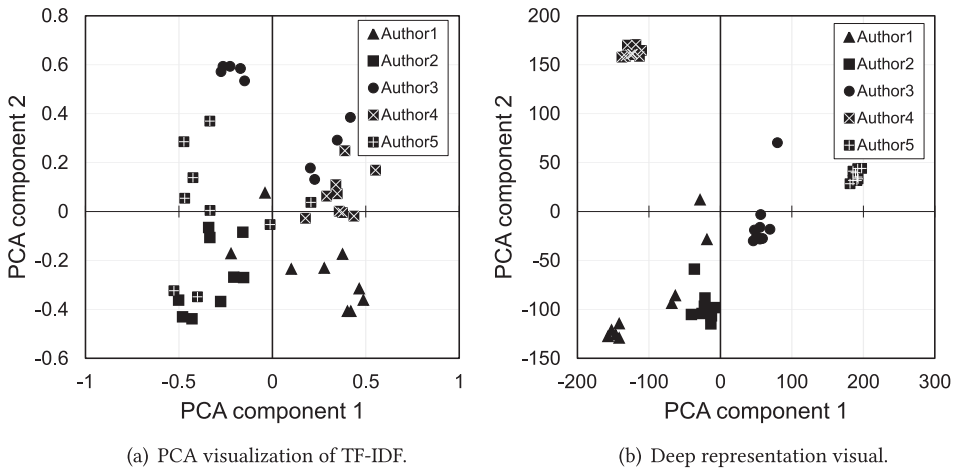 0.8
0.6
0.4
0.2
0
-0.2
-0.4
-0.6
-1
-0.5
0
0.5
1
PCA component 2
PCA component 1
Author1
Author2
Author3
Author4
Author5
(a) PCA visualization of TF-IDF.
200
150
100
50
0
-50
-100
-150
-200
-100
0
100
200
300
PCA component 2
PCA component 1
Author1
Author2
Author3
Author4
Author5
(b) Deep representation visual.